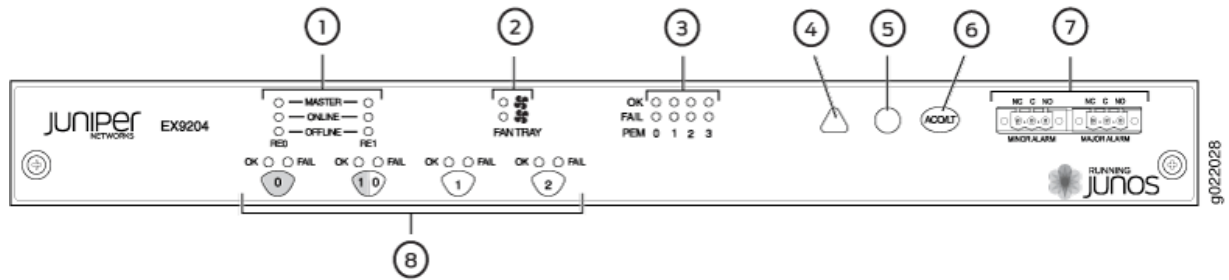 1 2 3 4 5 6 7
JUNIPER
NETWORKS
EX9204
MASTER
ONLINE
OFFLINE
RE0 RE1
FAN TRAY
OK
FAIL
PEM 0 1 2 3
ACO/LT
NC C NO NC C NO
MINOR ALARM MAJOR ALARM
OK FAIL OK FAIL OK FAIL OK FAIL
0 1 0 1 2
RUNNING
JUNOS
8
g022028